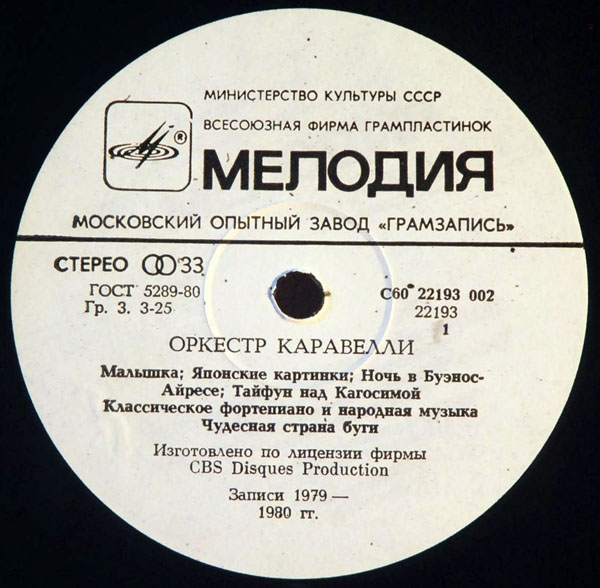 МИНИСТЕРСТВО КУЛЬТУРЫ СССР
ВСЕСОЮЗНАЯ ФИРМА ГРАМПЛАСТИНОК
®
МЕЛОДИЯ
МОСКОВСКИЙ ОПЫТНЫЙ ЗАВОД «ГРАМЗАПИСЬ»
СТЕРЕО 33
ГОСТ 5289-80
Гр. 3. 3-25
С60 22193 002
22193
1
ОРКЕСТР КАРАВЕЛЛИ
Малышка; Японские картинки; Ночь в Буэнос-
Айресе; Тайфун над Кагосимой
Классическое фортепиано и народная музыка
Чудесная страна буги
Изготовлено по лицензии фирмы
CBS Disques Production
Записи 1979 —
1980 гг.